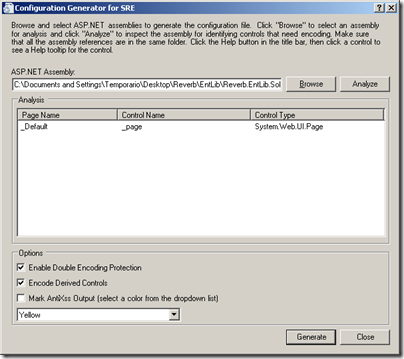 Configuration Generator for SRE
Browse and select ASP.NET assemblies to generate the configuration file. Click "Browse" to select an assembly
for analysis and click "Analyze" to inspect the assembly for identifying controls that need encoding. Make sure
that all the assembly references are in the same folder. Click the Help button in the title bar, then click a control to
see a Help tooltip for the control.
ASP.NET Assembly:
C:\Documents and Settings\Temporario\Desktop\Reverb\EntLib\Reverb.EntLib.Sol Browse Analyze
Analysis
Page Name Control Name Control Type
_Default _page System.Web.UI.Page
Options
Enable Double Encoding Protection
Encode Derived Controls
Mark AntiXss Output (select a color from the dropdown list)
Yellow
Generate Close